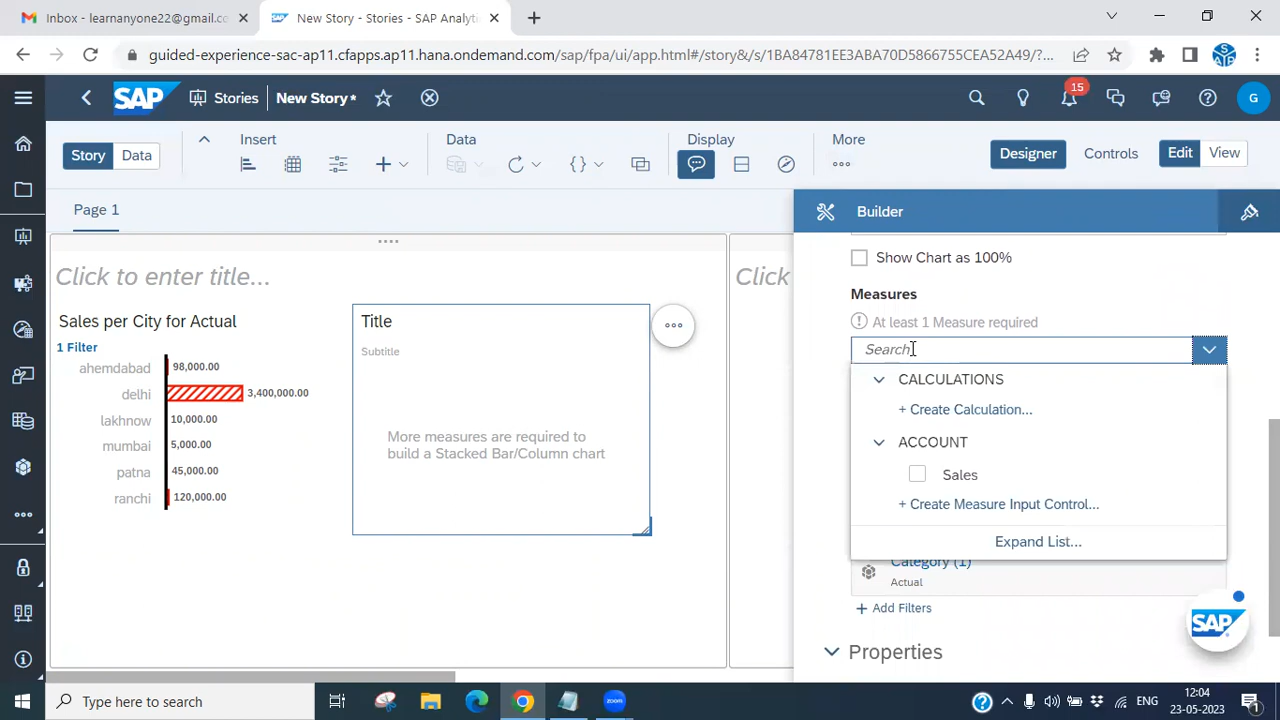 Inbox - learnanyone22@gmail.co
New Story - Stories - SAP Analyti
guided-experience-sac-ap11.cfapps.ap11.hana.ondemand.com/sap/fpa/ui/app.html#/story&/s/1BA84781EE3ABA70D5866755CEA52A49/?...
SAP Stories New Story* 15 G
Insert Data Display More
Story Data Designer Controls Edit View
Page 1
Builder
Click to enter title...
Click
Show Chart as 100%
Measures
At least 1 Measure required
Search
CALCULATIONS
+ Create Calculation...
ACCOUNT
Sales
+ Create Measure Input Control...
Expand List...
Category (1)
Actual
+ Add Filters
Properties
Sales per City for Actual
1 Filter
ahemdabad 98,000.00
delhi 3,400,000.00
lakhnow 10,000.00
mumbai 5,000.00
patna 45,000.00
ranchi 120,000.00
Title
Subtitle
More measures are required to
build a Stacked Bar/Column chart
SAP
Type here to search
zoom
ENG
12:04
23-05-2023
1